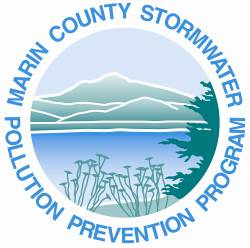 MARIN COUNTY STORMWATER
POLLUTION PREVENTION PROGRAM